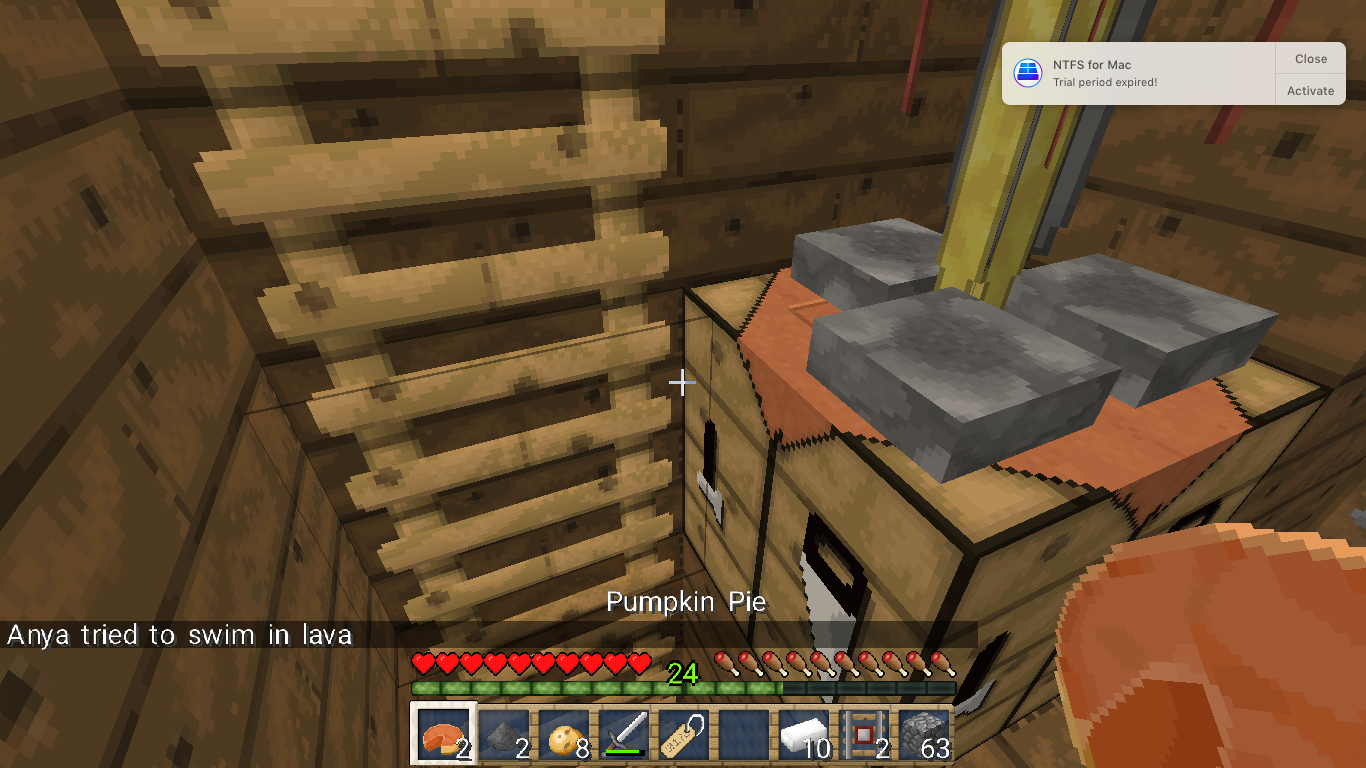 NTFS for Mac
Trial period expired!
Close
Activate
Pumpkin Pie
Anya tried to swim in lava
24
2
2
8
10
2
63